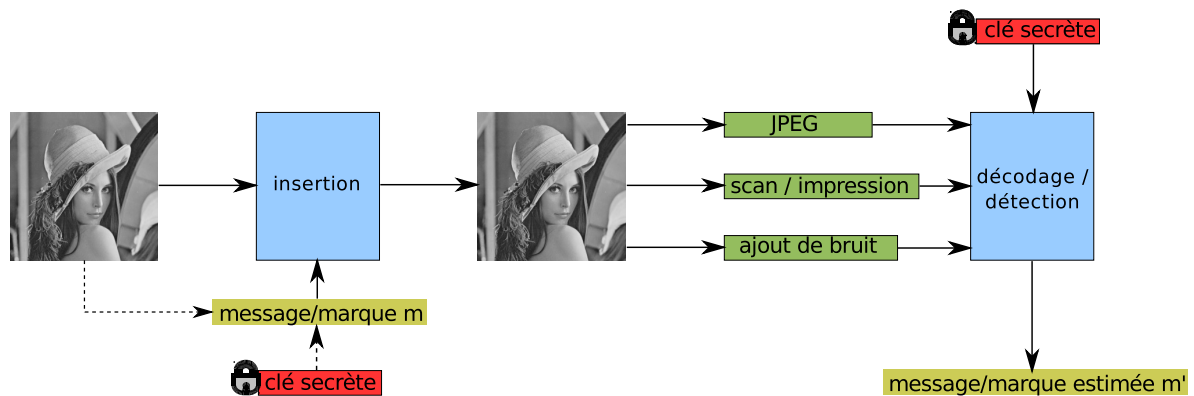 clé secrète
insertion
JPEG
scan / impression
ajout de bruit
décodage /
détection
message/marque m
clé secrète
message/marque estimée m'